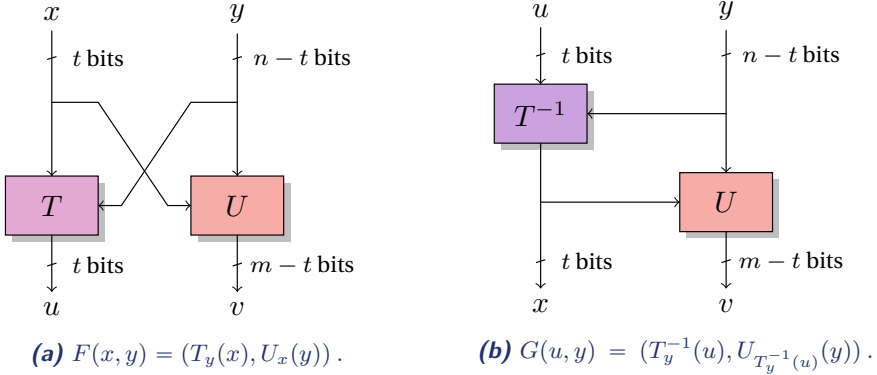 x y
t bits n − t bits
T U
t bits m − t bits
u v
(a) F(x, y) = (T_y(x), U_x(y)) .
u y
t bits n − t bits
T^{−1}
U
t bits m − t bits
x v
(b) G(u, y) = (T_y^{−1}(u), U_{T_y^{−1}(u)}(y)) .